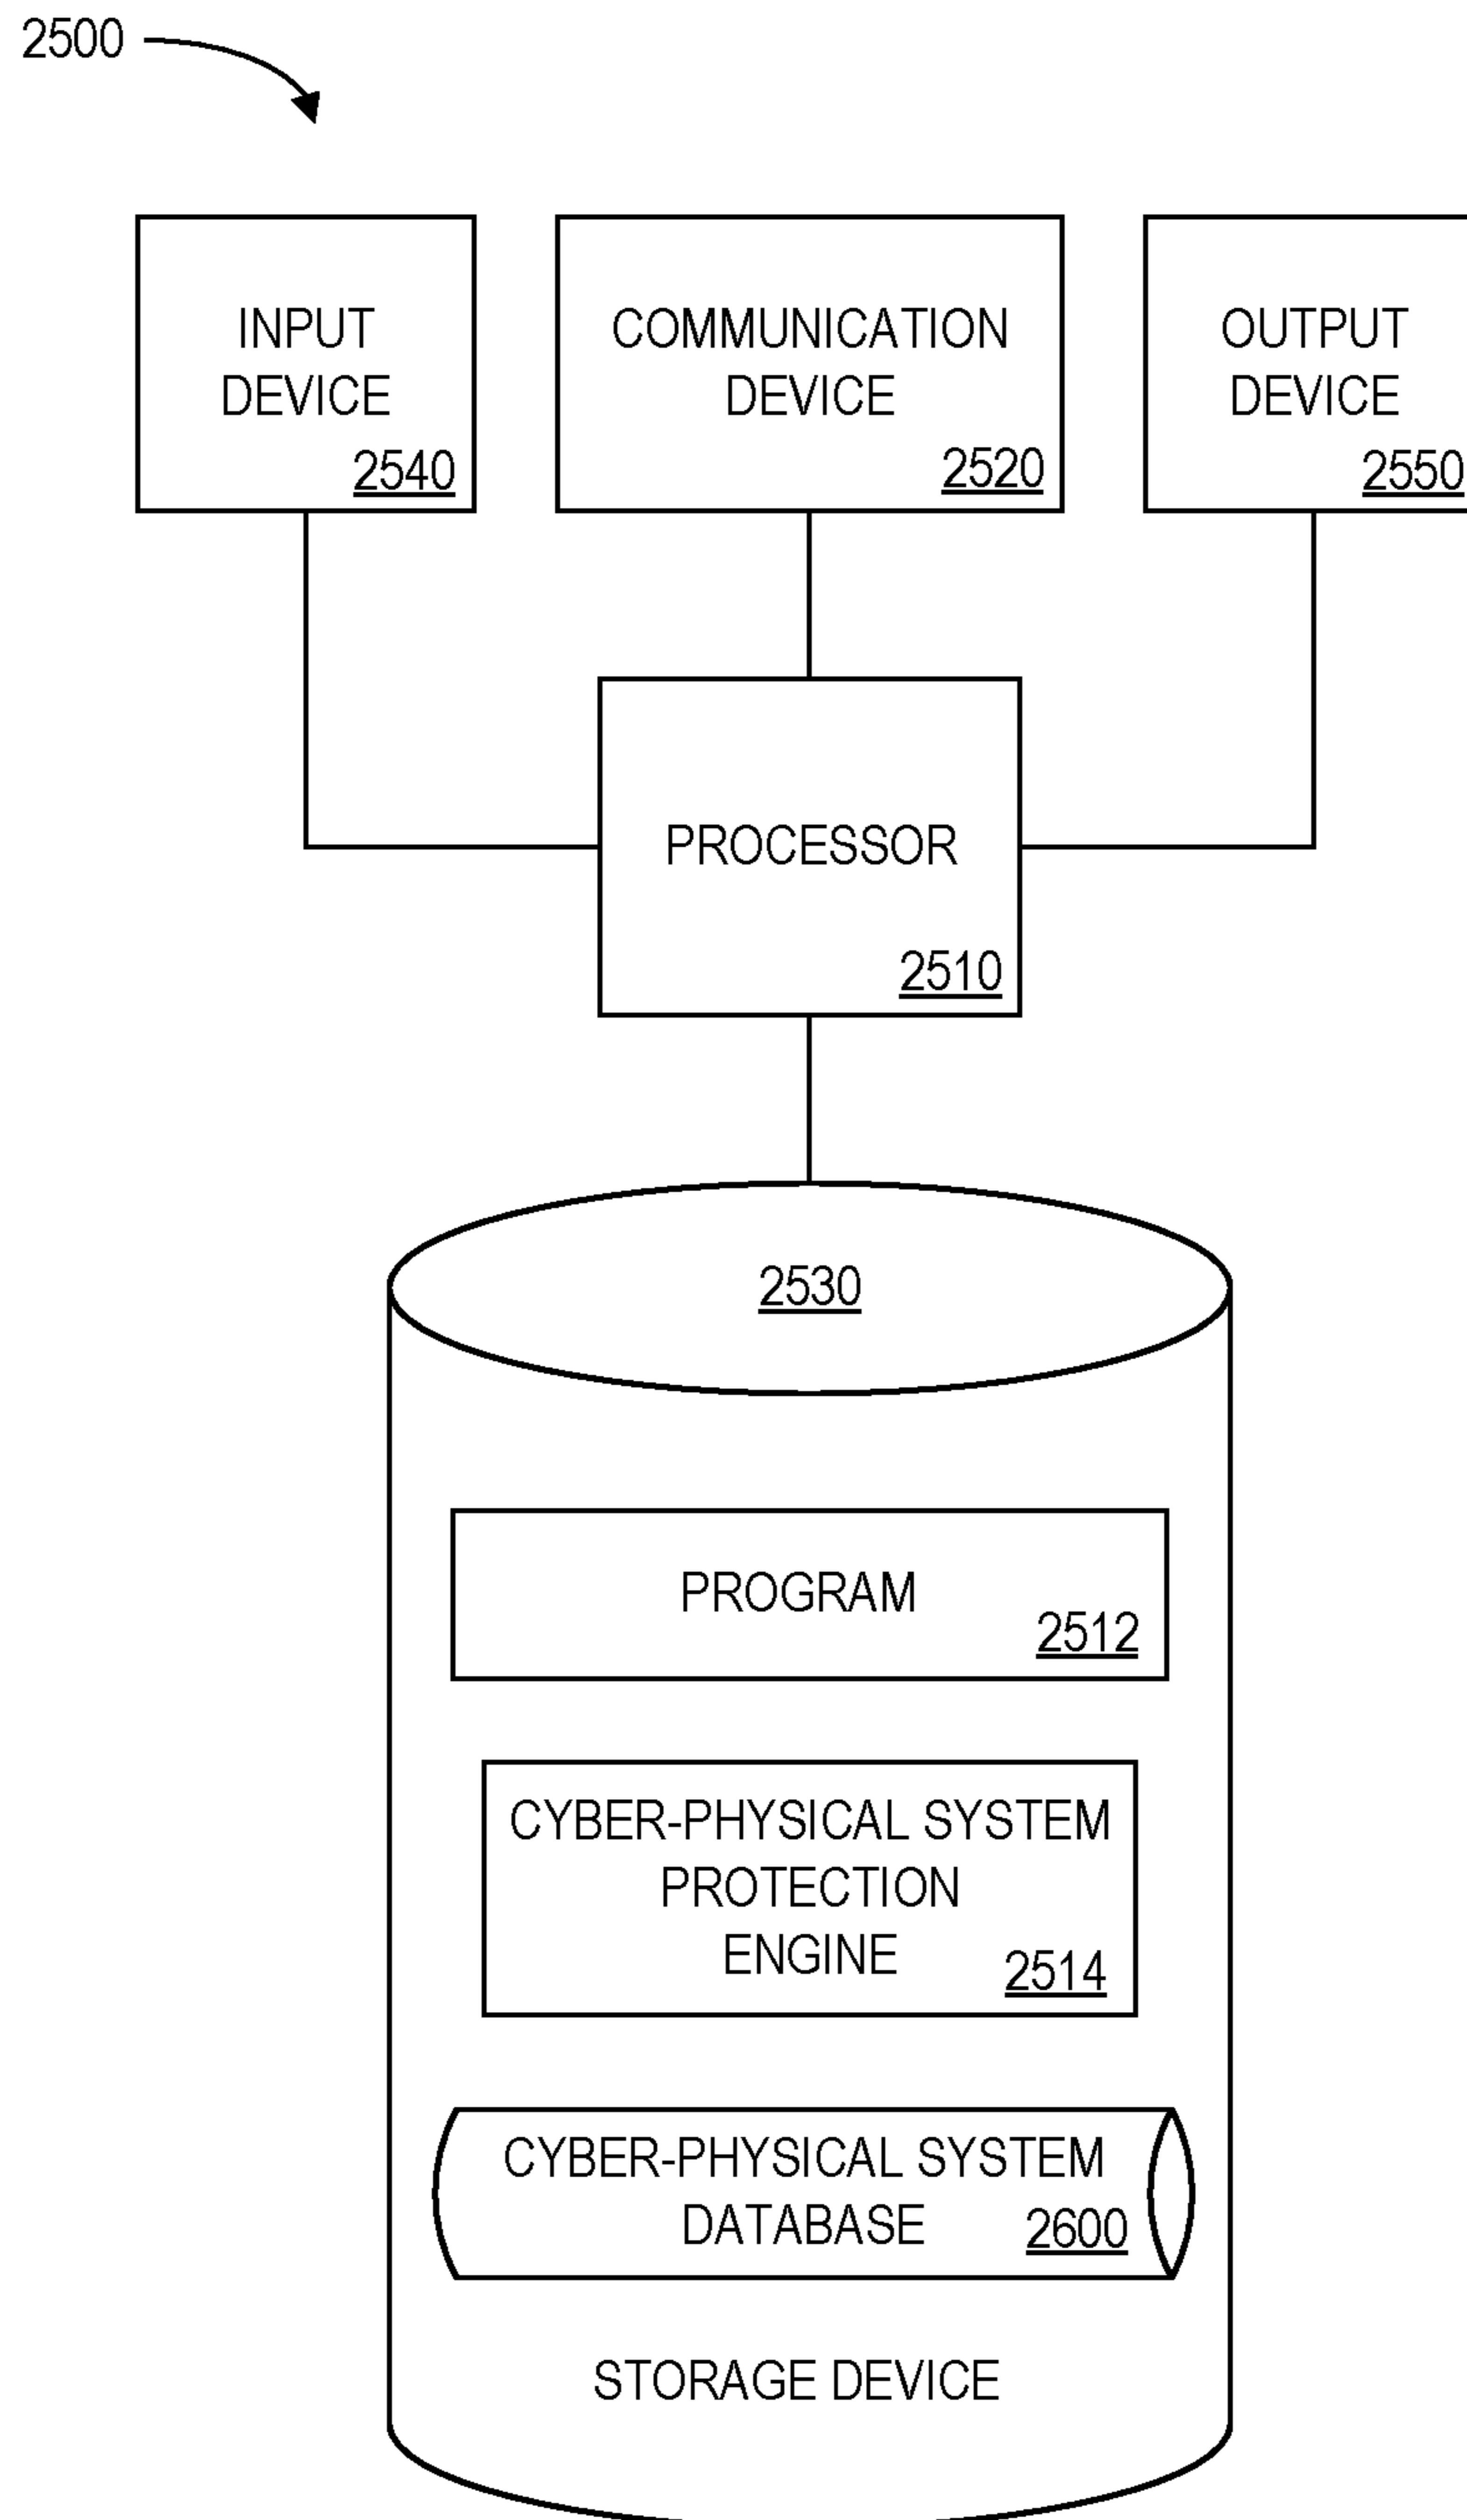 2500
INPUT
DEVICE
2540
COMMUNICATION
DEVICE
2520
OUTPUT
DEVICE
2550
PROCESSOR
2510
2530
PROGRAM
2512
CYBER-PHYSICAL SYSTEM
PROTECTION
ENGINE
2514
CYBER-PHYSICAL SYSTEM
DATABASE
2600
STORAGE DEVICE